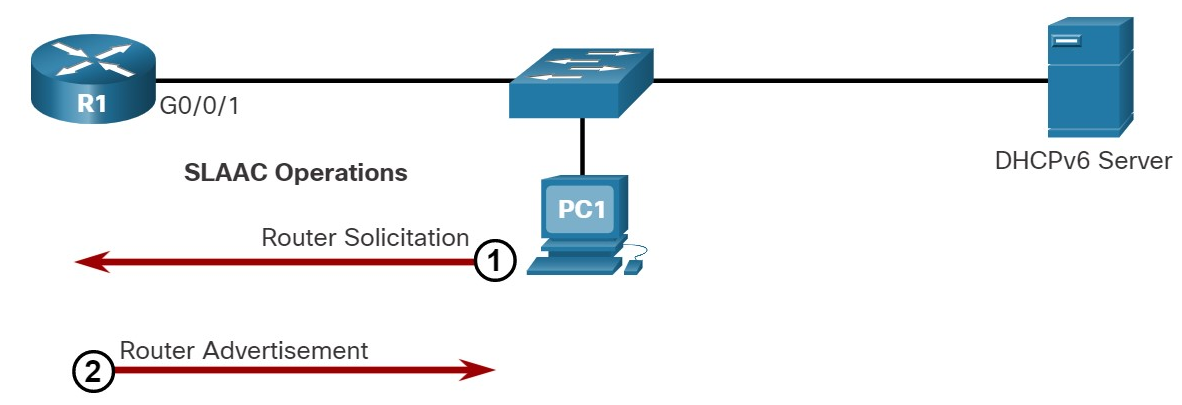 R1
G0/0/1
DHCPv6 Server
SLAAC Operations
PC1
Router Solicitation
1
Router Advertisement
2